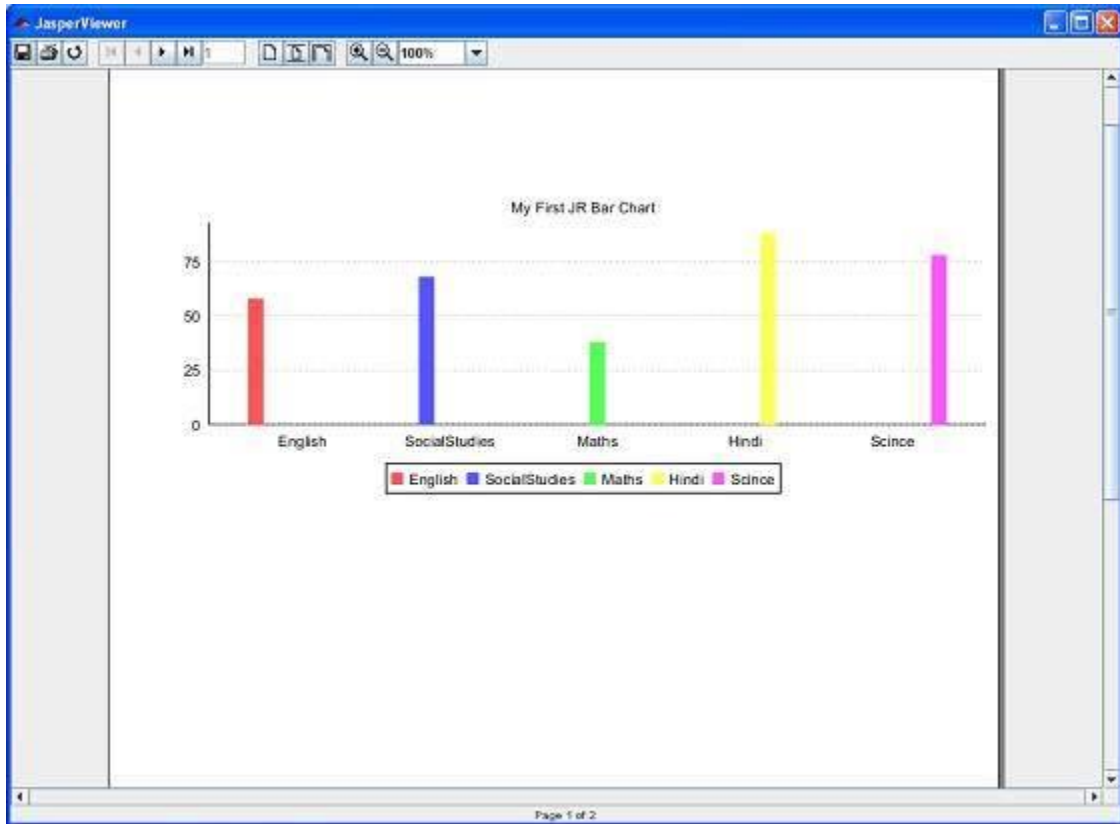 JasperViewer
1
100%
My First JR Bar Chart
75
50
25
0
English SocialStudies Maths Hindi Scince
English SocialStudies Maths Hindi Scince
Page 1 of 2